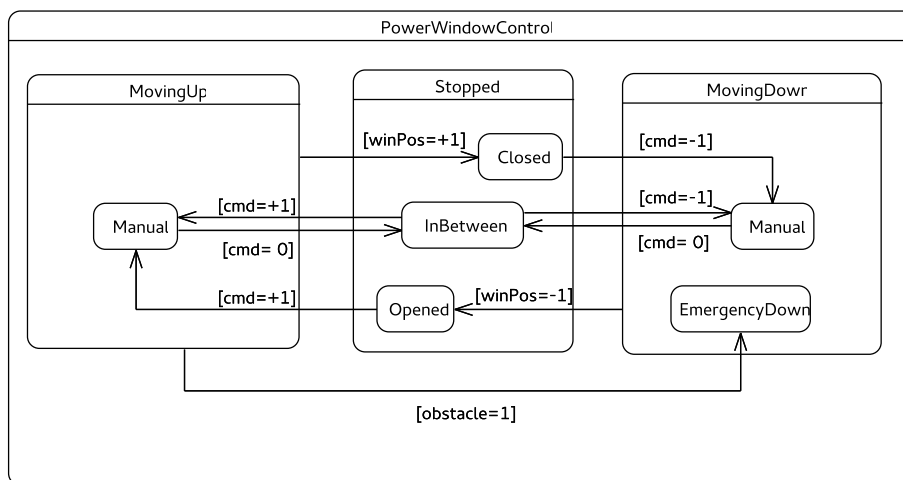 PowerWindowControl
MovingUp
Stopped
MovingDowr
[winPos=+1]
Closed
[cmd=-1]
[cmd=+1]
[cmd=-1]
Manual
InBetween
Manual
[cmd= 0]
[cmd= 0]
[cmd=+1]
Opened
[winPos=-1]
EmergencyDown
[obstacle=1]